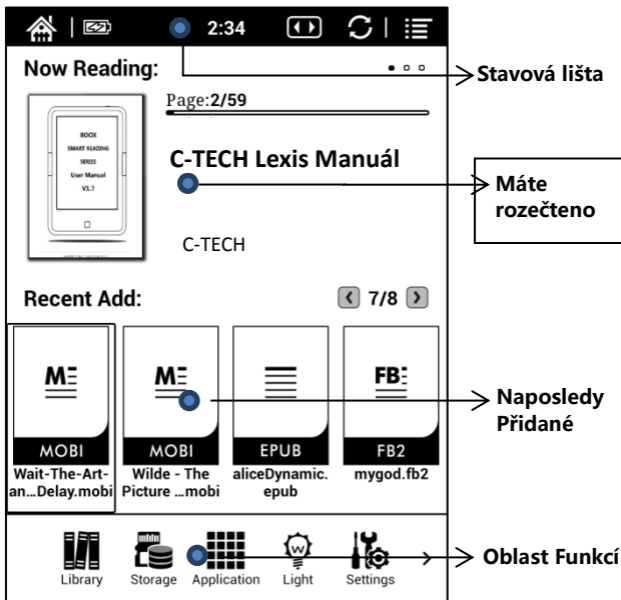 2:34
Now Reading:
Stavová lišta
Page:2/59
BOOX
SMART READING
SERIES
User Manual
V1.7
C-TECH Lexis Manuál
Máte
rozečteno
C-TECH
Recent Add:
7/8
M
M
FB
Naposledy
Přidané
MOBI
MOBI
EPUB
FB2
Wait-The-Art-
an...Delay.mobi
Wilde - The
Picture ...mobi
aliceDynamic.
epub
mygod.fb2
Oblast Funkcí
Library
Storage
Application
Light
Settings